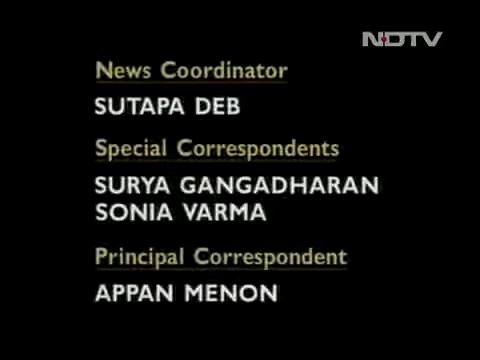 NDTV
News Coordinator
SUTAPA DEB
Special Correspondents
SURYA GANGADHARAN
SONIA VARMA
Principal Correspondent
APPAN MENON